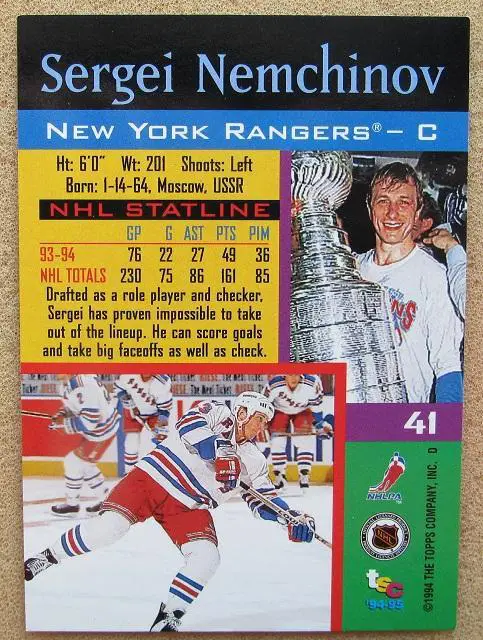 Sergei Nemchinov
NEW YORK RANGERS® – C
Ht: 6'0" Wt: 201 Shoots: Left
Born: 1-14-64, Moscow, USSR
NHL STATLINE
GP G AST PTS PIM
93-94 76 22 27 49 36
NHL TOTALS 230 75 86 161 85
Drafted as a role player and checker,
Sergei has proven impossible to take
out of the lineup. He can score goals
and take big faceoffs as well as check.
41
NHLPA
NHL
tsc
'94-95
©1994 THE TOPPS COMPANY, INC. D